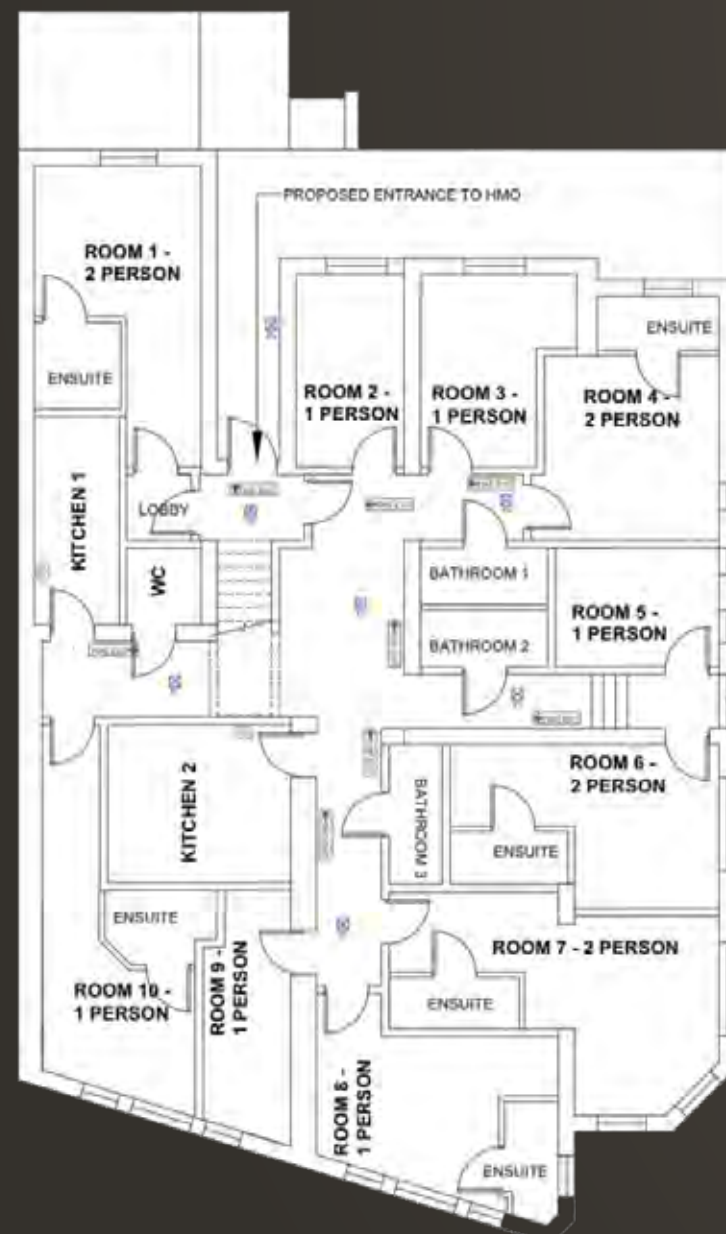 PROPOSED ENTRANCE TO HMO
ROOM 1 -
2 PERSON
ENSUITE
ROOM 2 -
1 PERSON
ROOM 3 -
1 PERSON
ENSUITE
ROOM 4 -
2 PERSON
KITCHEN 1
LOBBY
WC
BATHROOM 1
BATHROOM 2
ROOM 5 -
1 PERSON
KITCHEN 2
BATHROOM 3
ROOM 6 -
2 PERSON
ENSUITE
ENSUITE
ROOM 10 -
1 PERSON
ROOM 9 -
1 PERSON
ROOM 7 - 2 PERSON
ENSUITE
ROOM 8 -
1 PERSON
ENSUITE